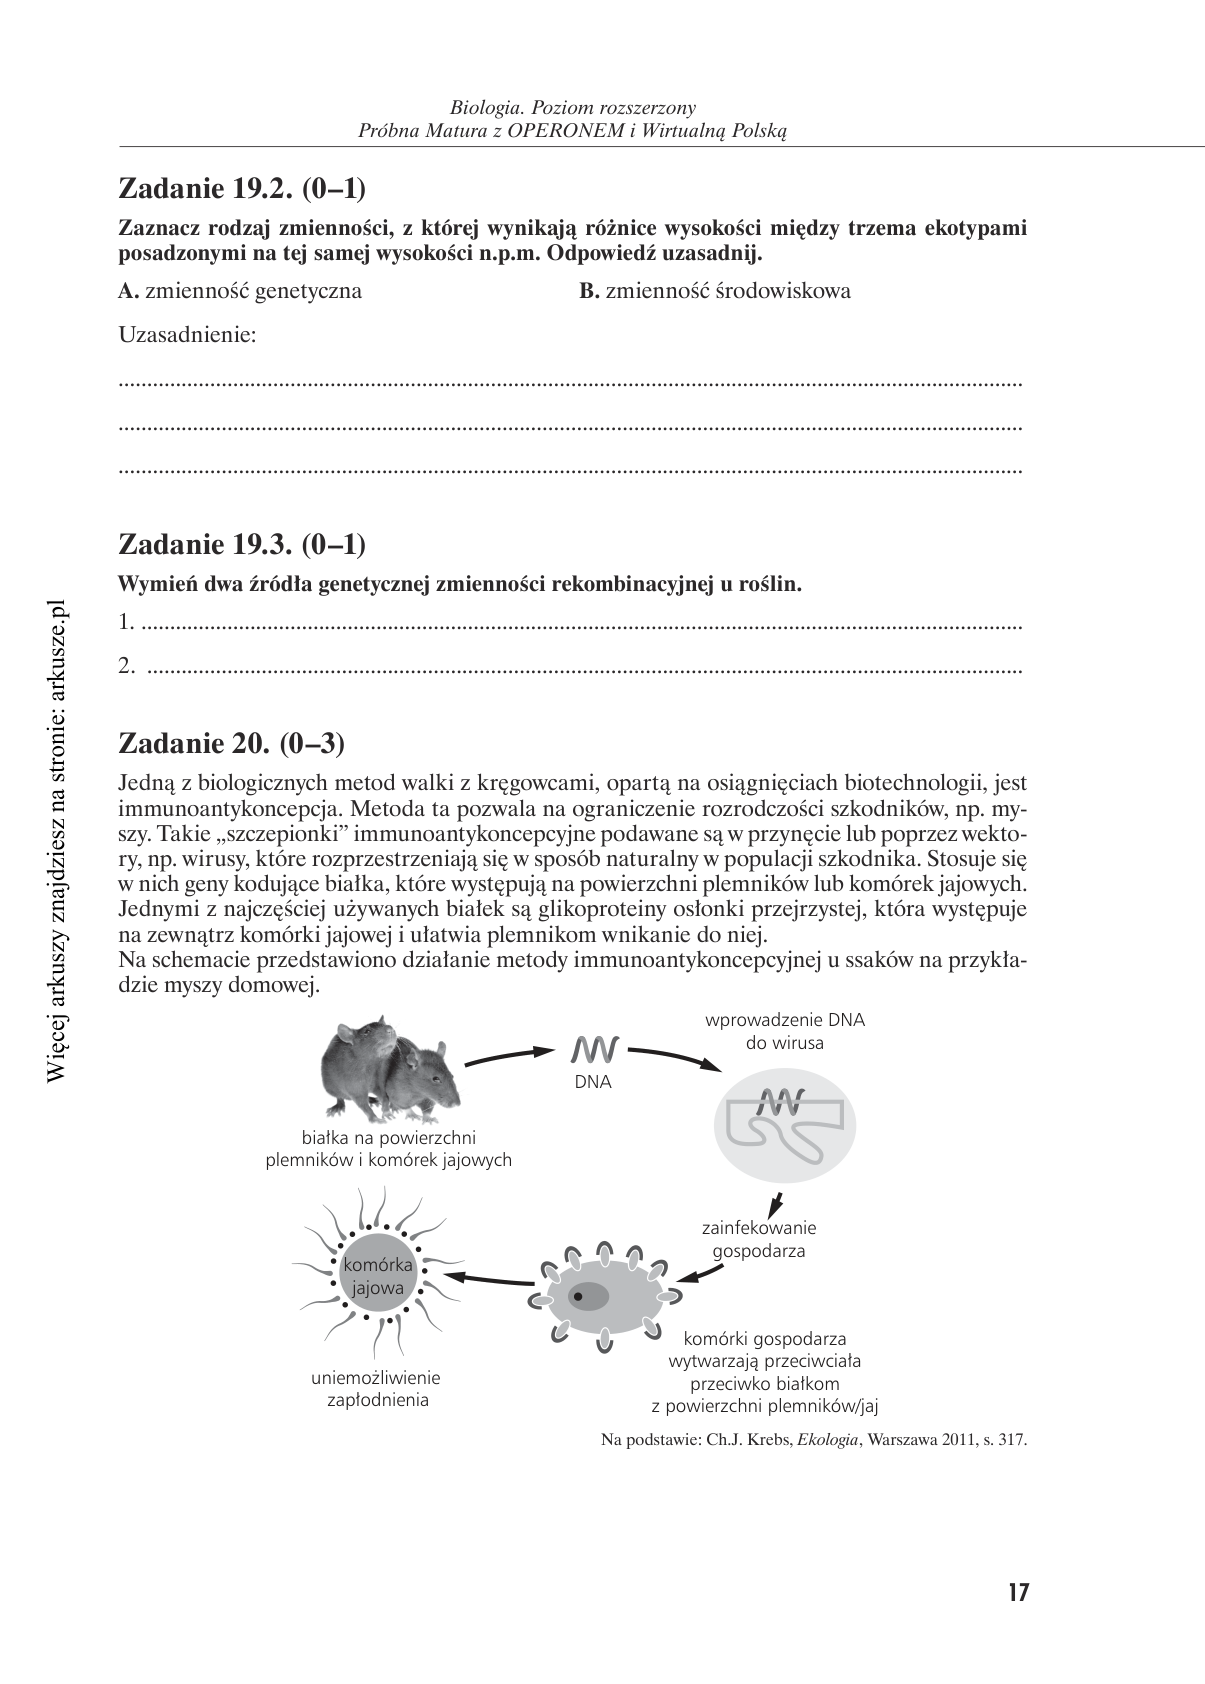 Biologia. Poziom rozszerzony
Próbna Matura z OPERONEM i Wirtualną Polską
Zadanie 19.2. (0–1)
Zaznacz rodzaj zmienności, z której wynikają różnice wysokości między trzema ekotypami
posadzonymi na tej samej wysokości n.p.m. Odpowiedź uzasadnij.
A. zmienność genetyczna
B. zmienność środowiskowa
Uzasadnienie:
Zadanie 19.3. (0–1)
Wymień dwa źródła genetycznej zmienności rekombinacyjnej u roślin.
1.
2.
Zadanie 20. (0–3)
Jedną z biologicznych metod walki z kręgowcami, opartą na osiągnięciach biotechnologii, jest
immunoantykoncepcja. Metoda ta pozwala na ograniczenie rozrodczości szkodników, np. my-
szy. Takie „szczepionki” immunoantykoncepcyjne podawane są w przynęcie lub poprzez wekto-
ry, np. wirusy, które rozprzestrzeniają się w sposób naturalny w populacji szkodnika. Stosuje się
w nich geny kodujące białka, które występują na powierzchni plemników lub komórek jajowych.
Jednymi z najczęściej używanych białek są glikoproteiny osłonki przejrzystej, która występuje
na zewnątrz komórki jajowej i ułatwia plemnikom wnikanie do niej.
Na schemacie przedstawiono działanie metody immunoantykoncepcyjnej u ssaków na przykła-
dzie myszy domowej.
wprowadzenie DNA
do wirusa
DNA
białka na powierzchni
plemników i komórek jajowych
zainfekowanie
gospodarza
komórka
jajowa
komórki gospodarza
wytwarzają przeciwciała
przeciwko białkom
z powierzchni plemników/jaj
uniemożliwienie
zapłodnienia
Na podstawie: Ch.J. Krebs, Ekologia, Warszawa 2011, s. 317.
17
Więcej arkuszy znajdziesz na stronie: arkusze.pl